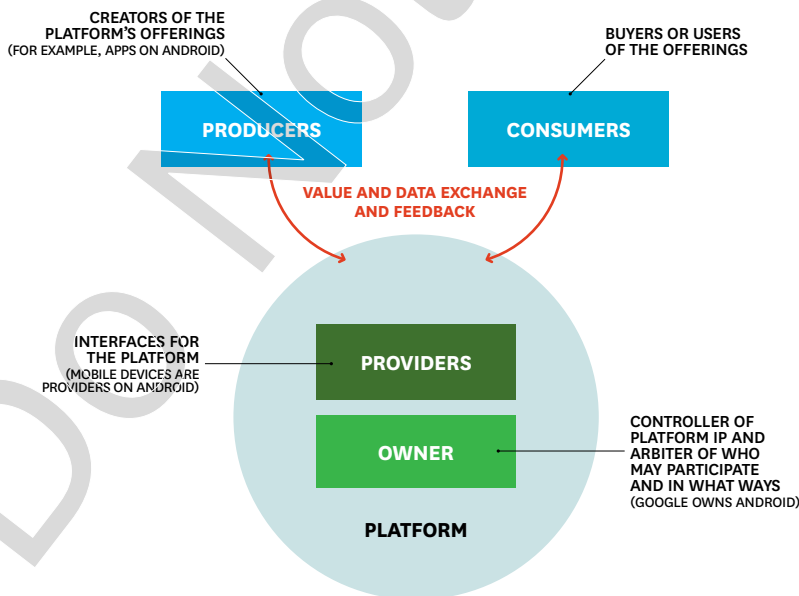 CREATORS OF THE
PLATFORM'S OFFERINGS
(FOR EXAMPLE, APPS ON ANDROID)
BUYERS OR USERS
OF THE OFFERINGS
PRODUCERS
CONSUMERS
VALUE AND DATA EXCHANGE
AND FEEDBACK
INTERFACES FOR
THE PLATFORM
(MOBILE DEVICES ARE
PROVIDERS ON ANDROID)
PROVIDERS
OWNER
CONTROLLER OF
PLATFORM IP AND
ARBITER OF WHO
MAY PARTICIPATE
AND IN WHAT WAYS
(GOOGLE OWNS ANDROID)
PLATFORM
Do Not